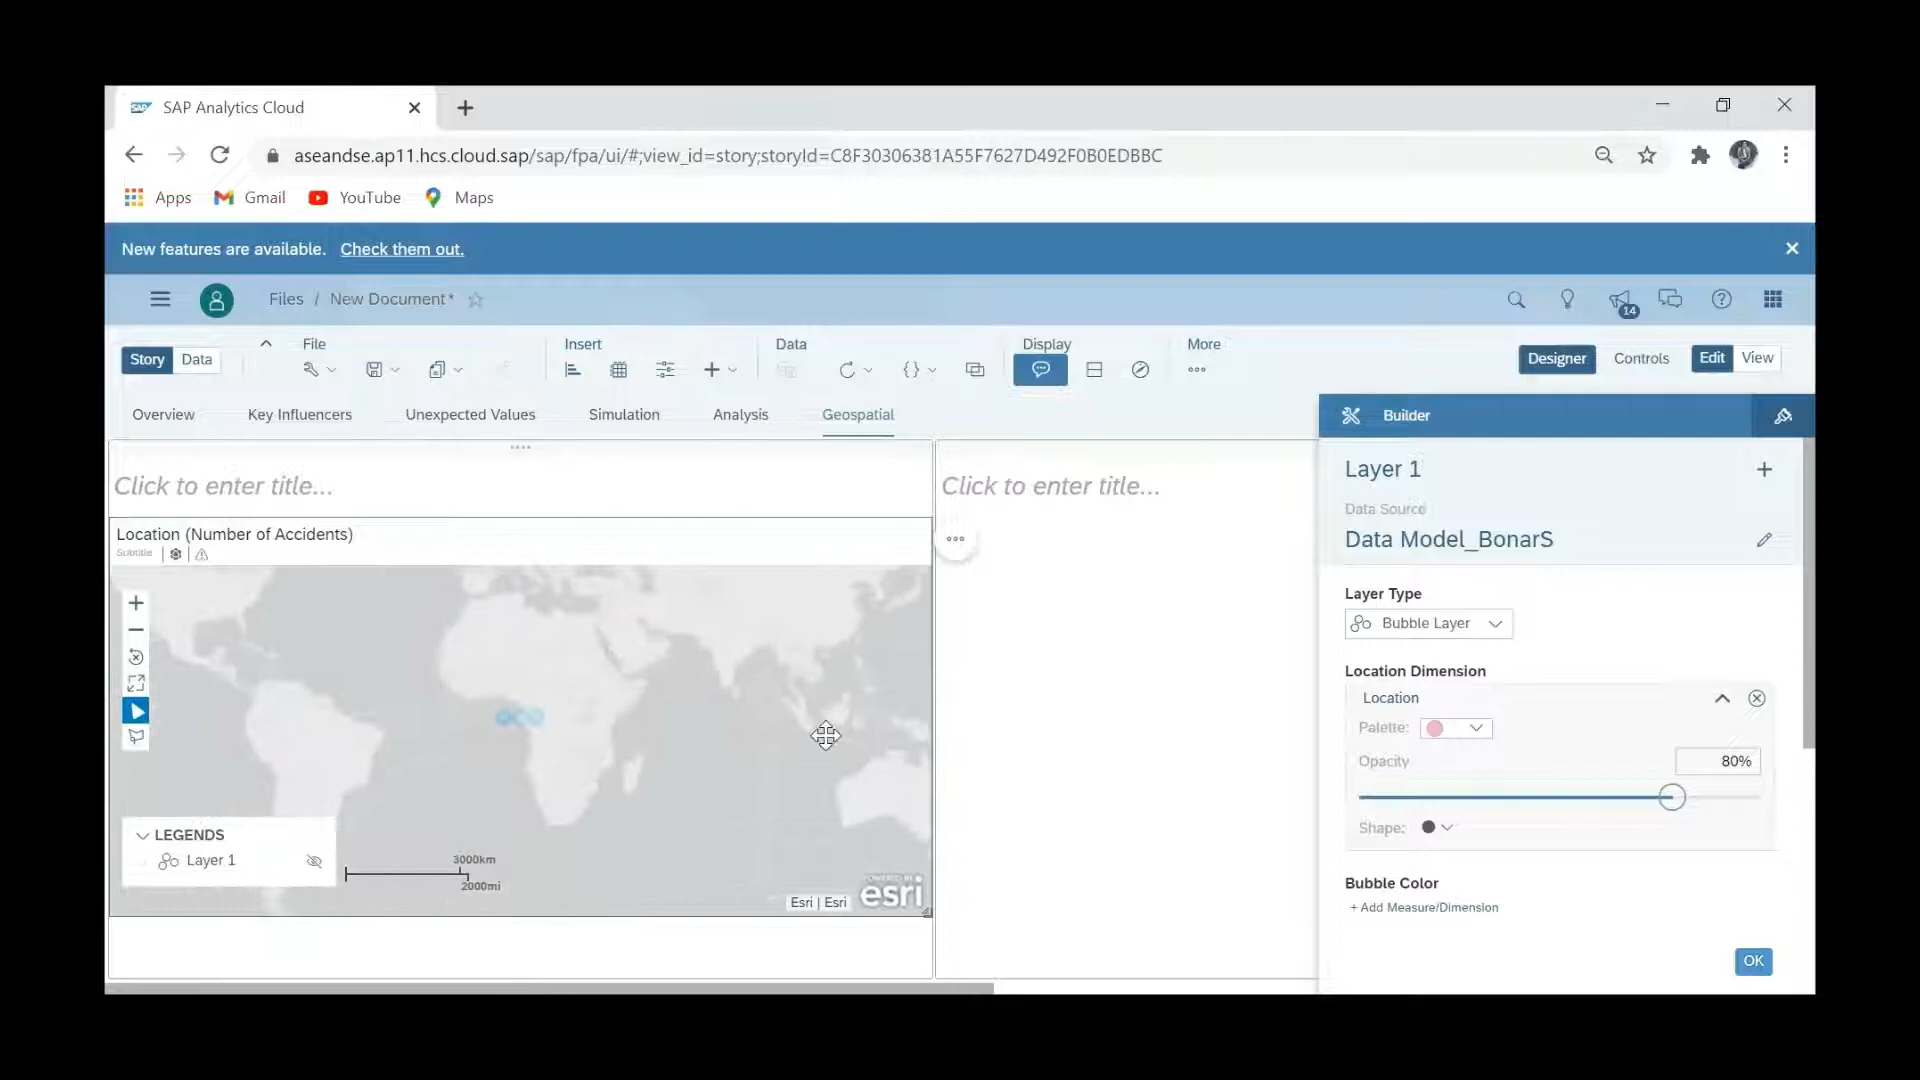 SAP Analytics Cloud
aseandse.ap11.hcs.cloud.sap/sap/fpa/ui/#;view_id=story;storyId=C8F30306381A55F7627D492F0B0EDBBC
Apps Gmail YouTube Maps
New features are available. Check them out.
Files / New Document*
14
Story Data
File Insert Data Display More
Designer Controls Edit View
Overview Key Influencers Unexpected Values Simulation Analysis Geospatial
Click to enter title...
Location (Number of Accidents)
Subtitle
LEGENDS
Layer 1
3000km
2000mi
Esri | Esri
POWERED BY
esri
Click to enter title...
Builder
Layer 1
Data Source
Data Model_BonarS
Layer Type
Bubble Layer
Location Dimension
Location
Palette:
Opacity 80%
Shape:
Bubble Color
+ Add Measure/Dimension
OK